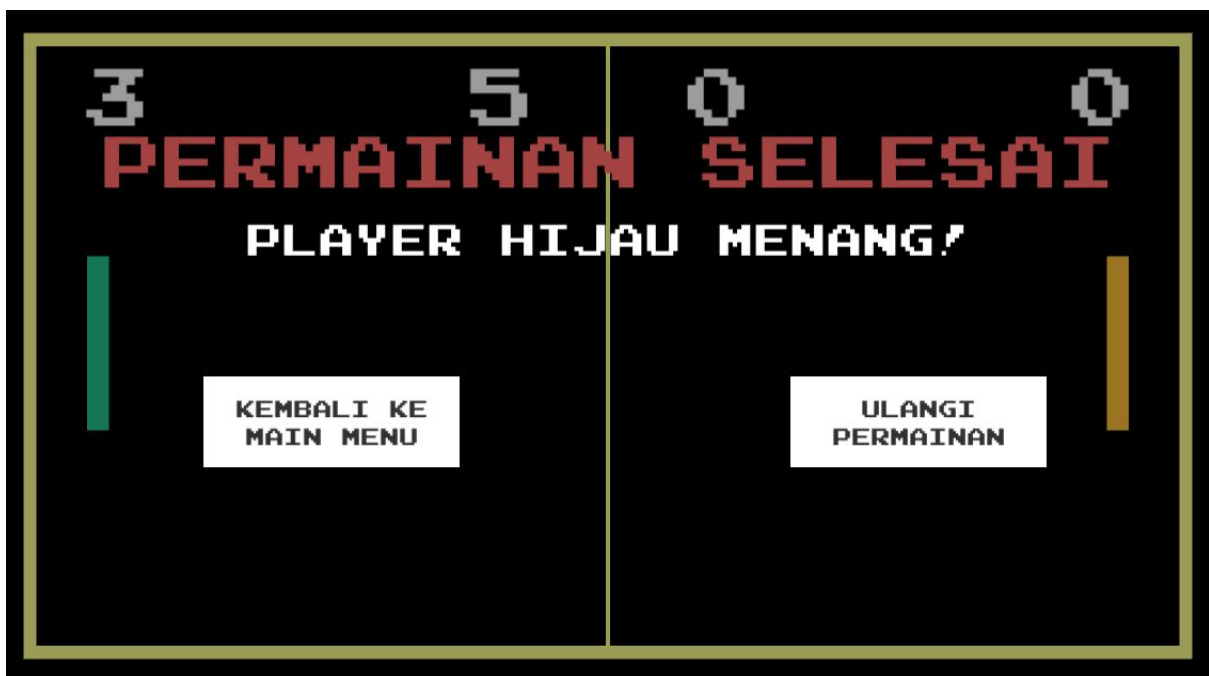 3 5 0 0
PERMAINAN SELESAI
PLAYER HIJAU MENANG!
KEMBALI KE
MAIN MENU
ULANGI
PERMAINAN